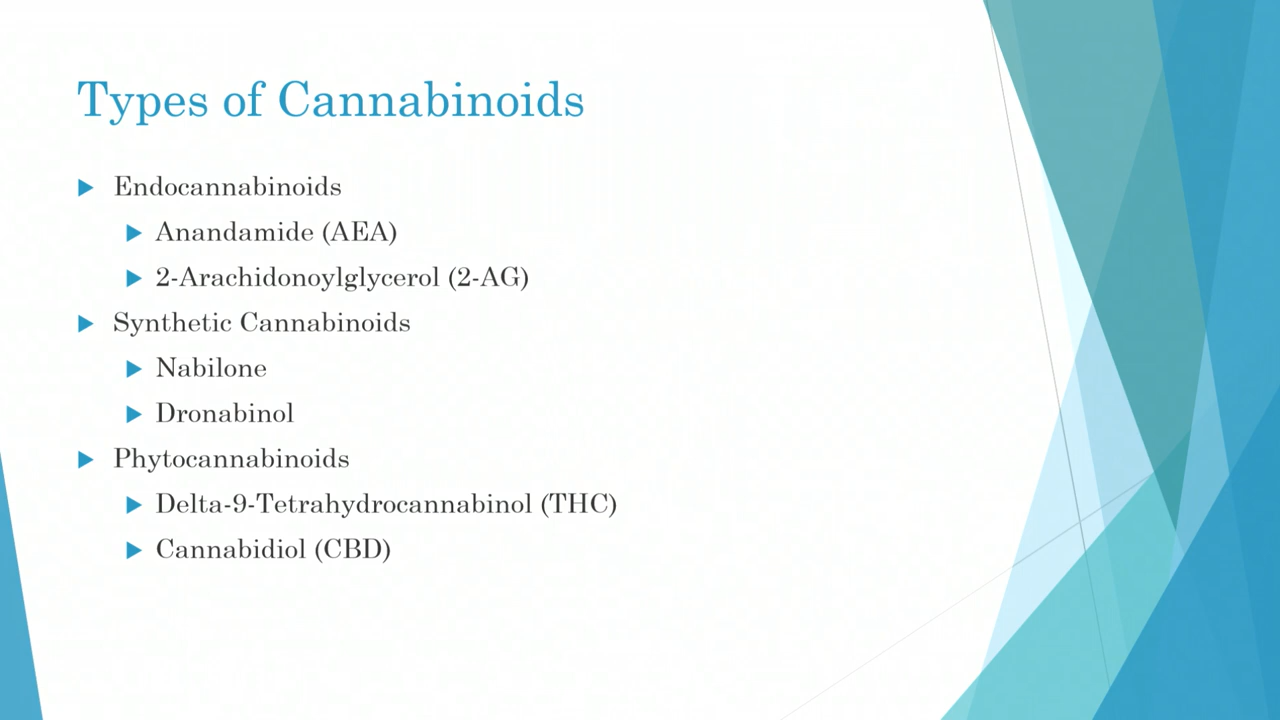 Types of Cannabinoids
Endocannabinoids
Anandamide (AEA)
2-Arachidonoylglycerol (2-AG)
Synthetic Cannabinoids
Nabilone
Dronabinol
Phytocannabinoids
Delta-9-Tetrahydrocannabinol (THC)
Cannabidiol (CBD)